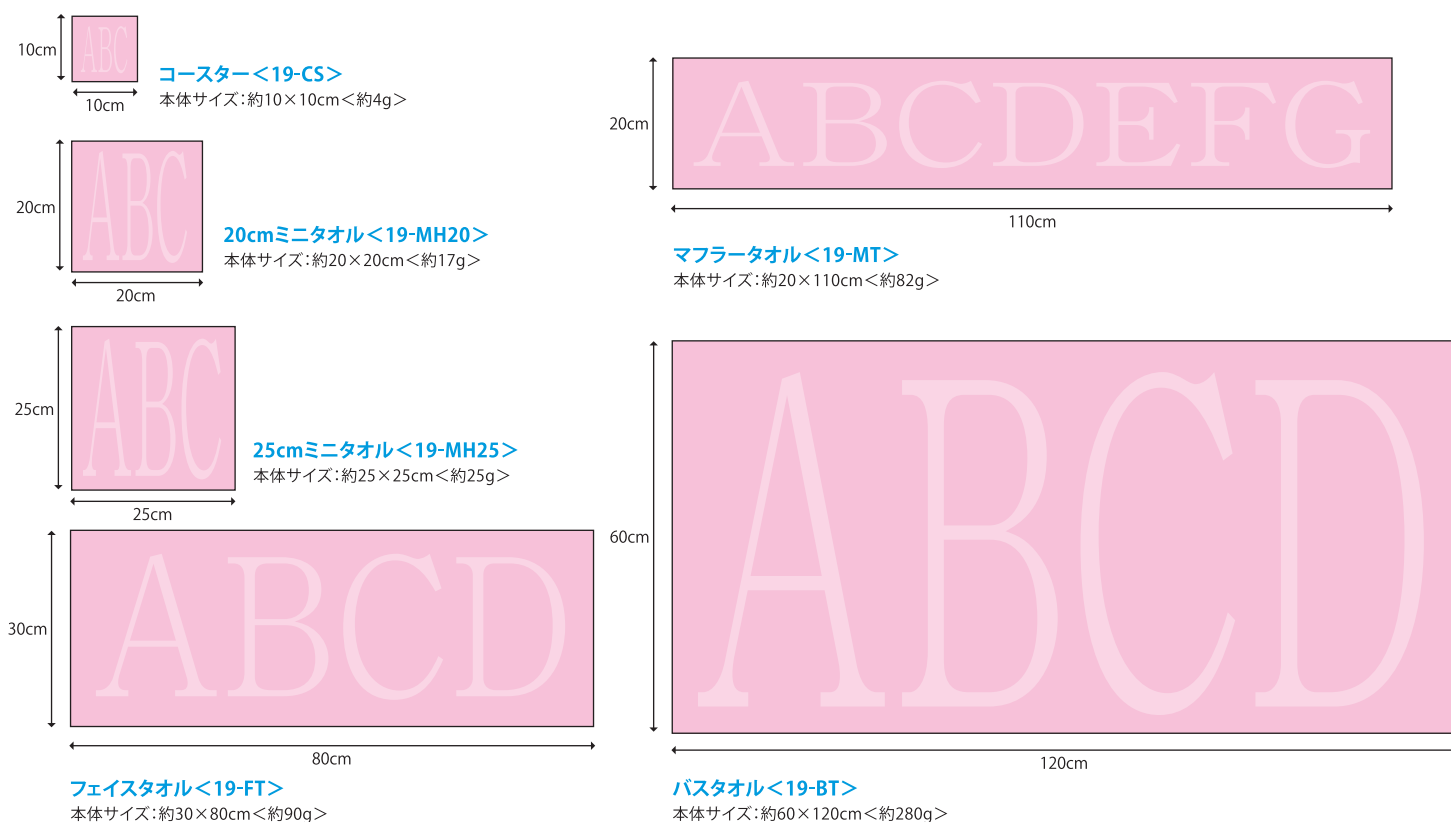 10cm
ABC
10cm
コースター＜19-CS＞
本体サイズ：約10×10cm＜約4g＞
20cm
ABC
20cm
20cmミニタオル＜19-MH20＞
本体サイズ：約20×20cm＜約17g＞
25cm
ABC
25cm
25cmミニタオル＜19-MH25＞
本体サイズ：約25×25cm＜約25g＞
30cm
ABCD
80cm
フェイスタオル＜19-FT＞
本体サイズ：約30×80cm＜約90g＞
20cm
ABCDEFG
110cm
マフラータオル＜19-MT＞
本体サイズ：約20×110cm＜約82g＞
60cm
ABCD
120cm
バスタオル＜19-BT＞
本体サイズ：約60×120cm＜約280g＞